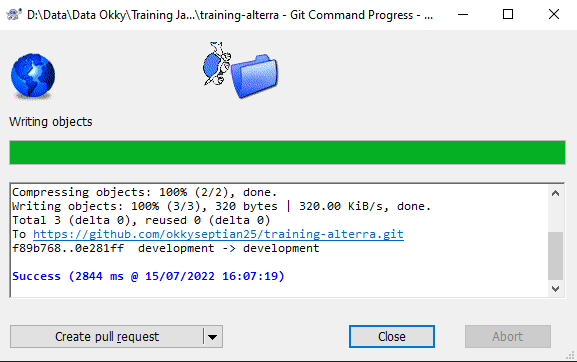 D:\Data\Data Okky\Training Ja...\training-alterra - Git Command Progress - ...
Writing objects
Compressing objects: 100% (2/2), done.
Writing objects: 100% (3/3), 320 bytes | 320.00 KiB/s, done.
Total 3 (delta 0), reused 0 (delta 0)
To https://github.com/okkyseptian25/training-alterra.git
f89b768..0e281ff  development -> development
Success (2844 ms @ 15/07/2022 16:07:19)
Create pull request
Close
Abort